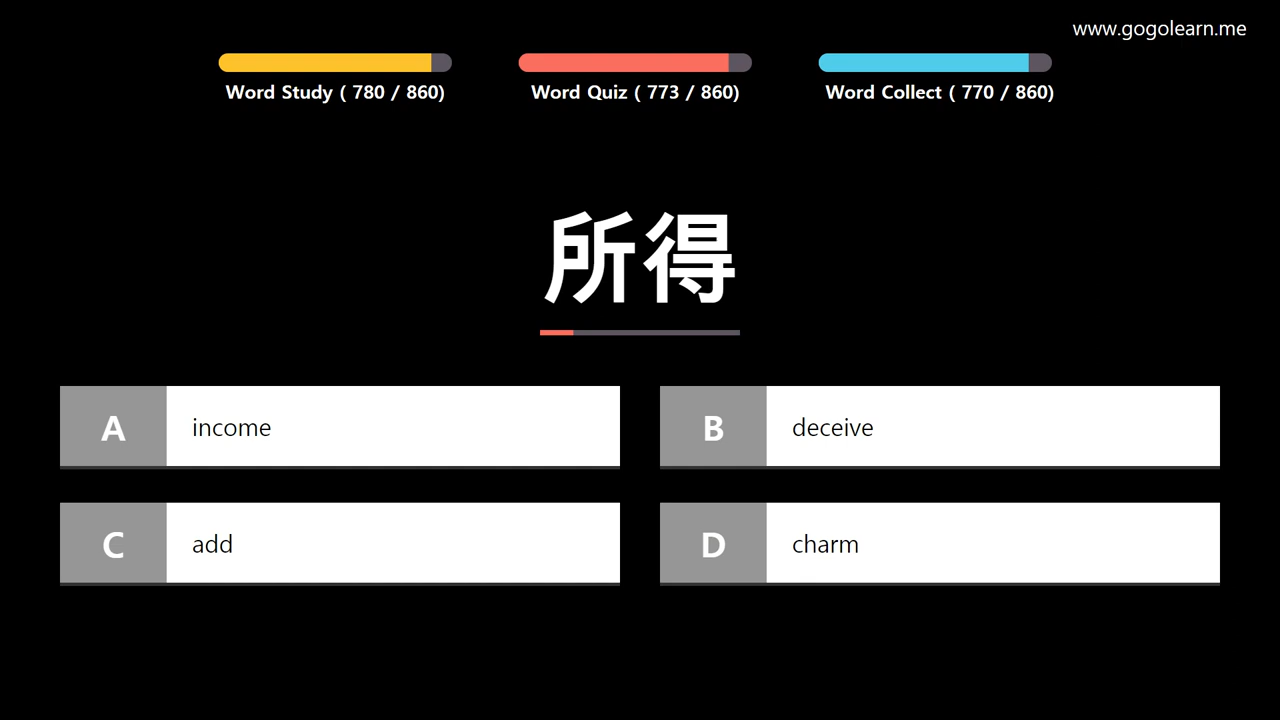 www.gogolearn.me
Word Study ( 780 / 860)
Word Quiz ( 773 / 860)
Word Collect ( 770 / 860)
所得
A income
B deceive
C add
D charm